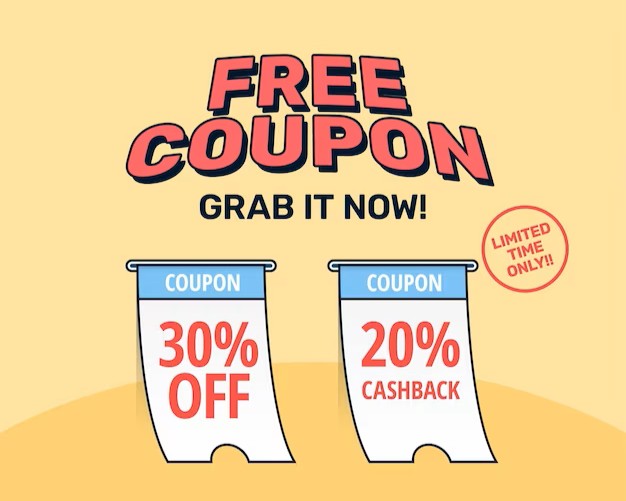 FREE
COUPON
GRAB IT NOW!
LIMITED
TIME
ONLY!!
COUPON
30%
OFF
COUPON
20%
CASHBACK